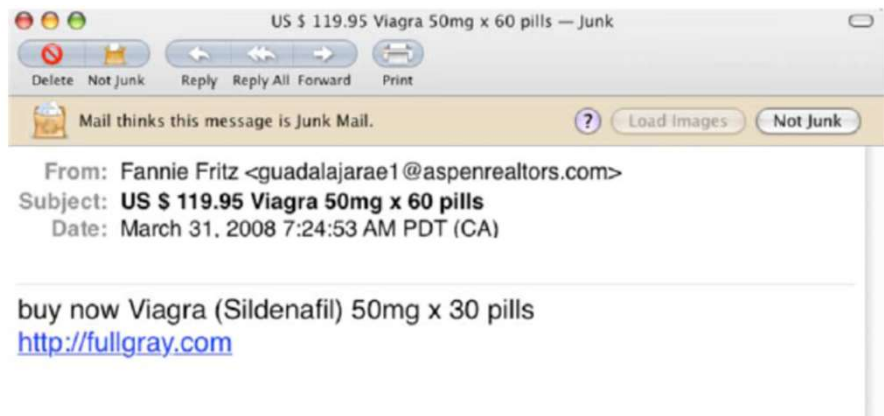 US $ 119.95 Viagra 50mg x 60 pills — Junk
Delete Not Junk Reply Reply All Forward Print
Mail thinks this message is Junk Mail. ? Load Images Not Junk
From: Fannie Fritz <guadalajarae1@aspenrealtors.com>
Subject: US $ 119.95 Viagra 50mg x 60 pills
Date: March 31, 2008 7:24:53 AM PDT (CA)
buy now Viagra (Sildenafil) 50mg x 30 pills
http://fullgray.com